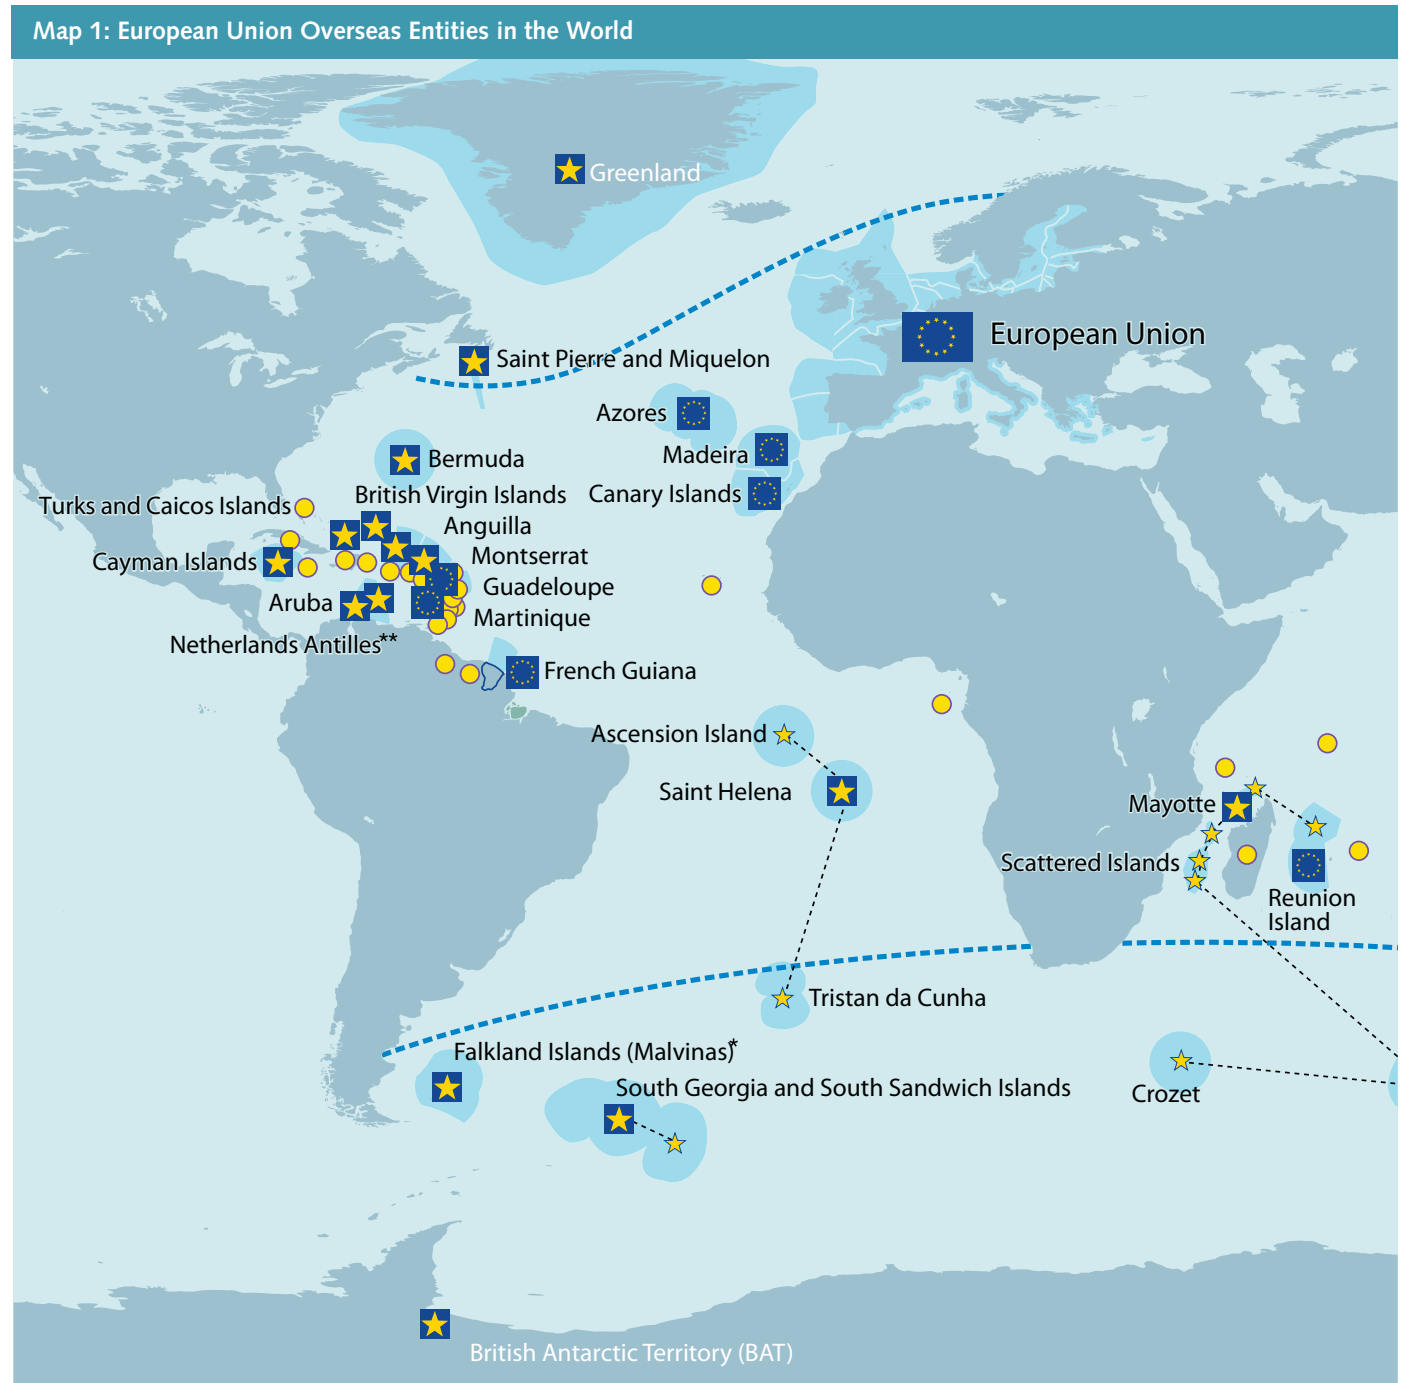 Map 1: European Union Overseas Entities in the World
Greenland
European Union
Saint Pierre and Miquelon
Azores
Madeira
Bermuda
British Virgin Islands
Canary Islands
Turks and Caicos Islands
Anguilla
Montserrat
Cayman Islands
Guadeloupe
Aruba
Martinique
Netherlands Antilles**
French Guiana
Ascension Island
Saint Helena
Mayotte
Scattered Islands
Reunion
Island
Tristan da Cunha
Falkland Islands (Malvinas)*
South Georgia and South Sandwich Islands
Crozet
British Antarctic Territory (BAT)